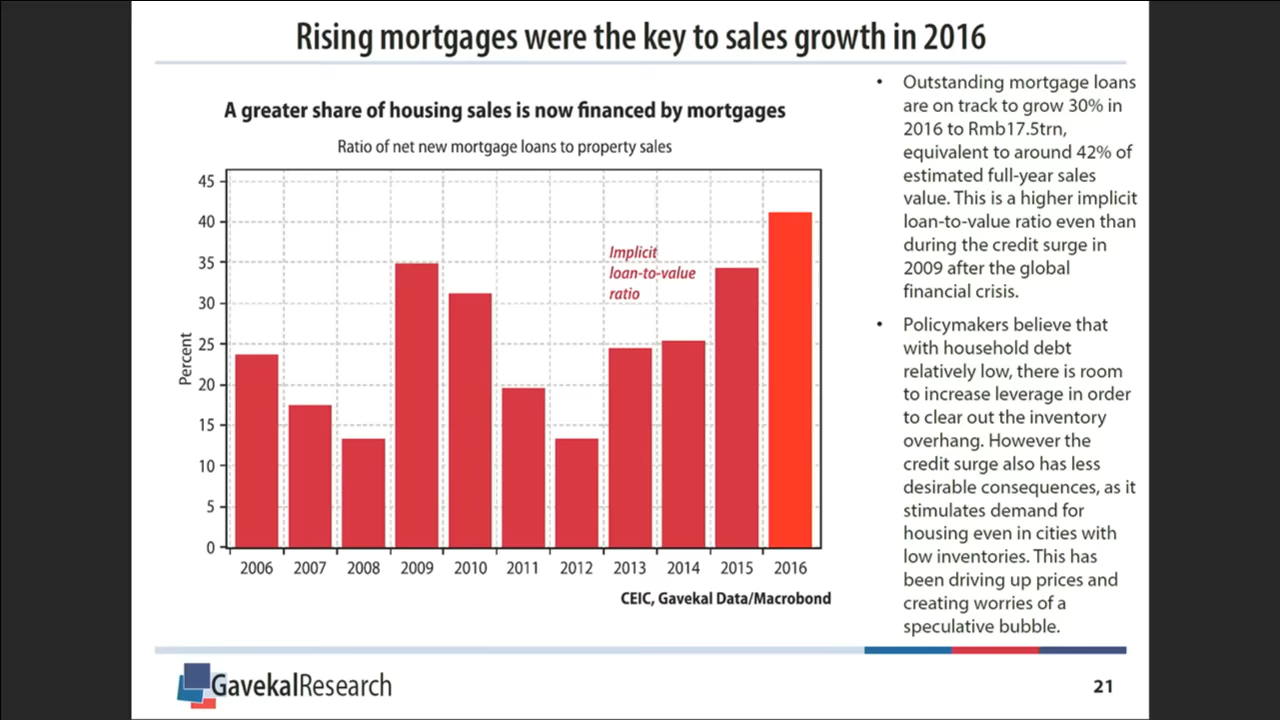 Rising mortgages were the key to sales growth in 2016
A greater share of housing sales is now financed by mortgages
Ratio of net new mortgage loans to property sales
Percent
45
40
35
30
25
20
15
10
5
0
Implicit
loan-to-value
ratio
2006 2007 2008 2009 2010 2011 2012 2013 2014 2015 2016
CEIC, Gavekal Data/Macrobond
• Outstanding mortgage loans
are on track to grow 30% in
2016 to Rmb17.5trn,
equivalent to around 42% of
estimated full-year sales
value. This is a higher implicit
loan-to-value ratio even than
during the credit surge in
2009 after the global
financial crisis.
• Policymakers believe that
with household debt
relatively low, there is room
to increase leverage in order
to clear out the inventory
overhang. However the
credit surge also has less
desirable consequences, as it
stimulates demand for
housing even in cities with
low inventories. This has
been driving up prices and
creating worries of a
speculative bubble.
GavekalResearch
21